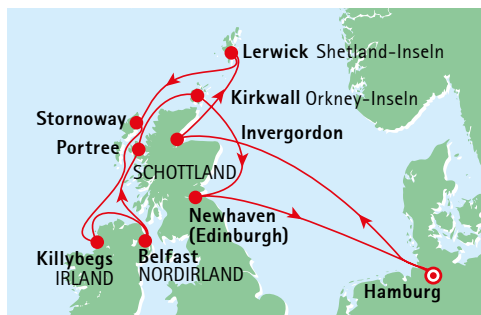 Lerwick Shetland-Inseln
Kirkwall Orkney-Inseln
Stornoway
Invergordon
Portree
SCHOTTLAND
Newhaven
(Edinburgh)
Killybegs
IRLAND
Belfast
NORDIRLAND
Hamburg